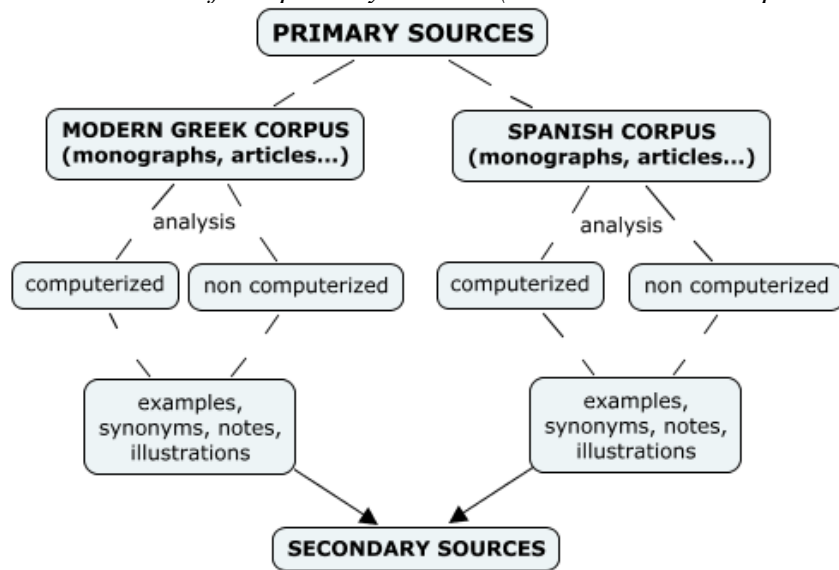 PRIMARY SOURCES
MODERN GREEK CORPUS
(monographs, articles...)
SPANISH CORPUS
(monographs, articles...)
analysis
analysis
computerized
non computerized
computerized
non computerized
examples,
synonyms, notes,
illustrations
examples,
synonyms, notes,
illustrations
SECONDARY SOURCES